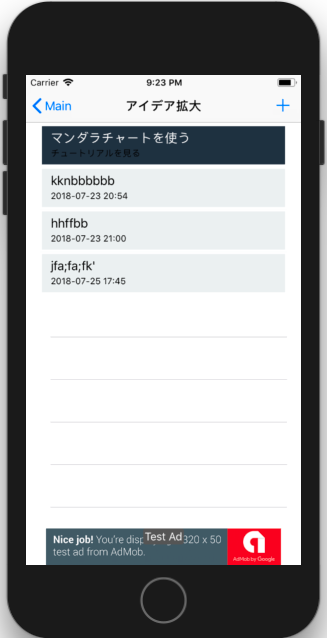 Carrier 9:23 PM
Main アイデア拡大 +
マンダラチャートを使う
チュートリアルを見る
kknbbbbbb
2018-07-23 20:54
hhffbb
2018-07-23 21:00
jfa;fa;fk'
2018-07-25 17:45
Nice job! You're disp Test Ad 320 x 50
test ad from AdMob.
AdMob by Google